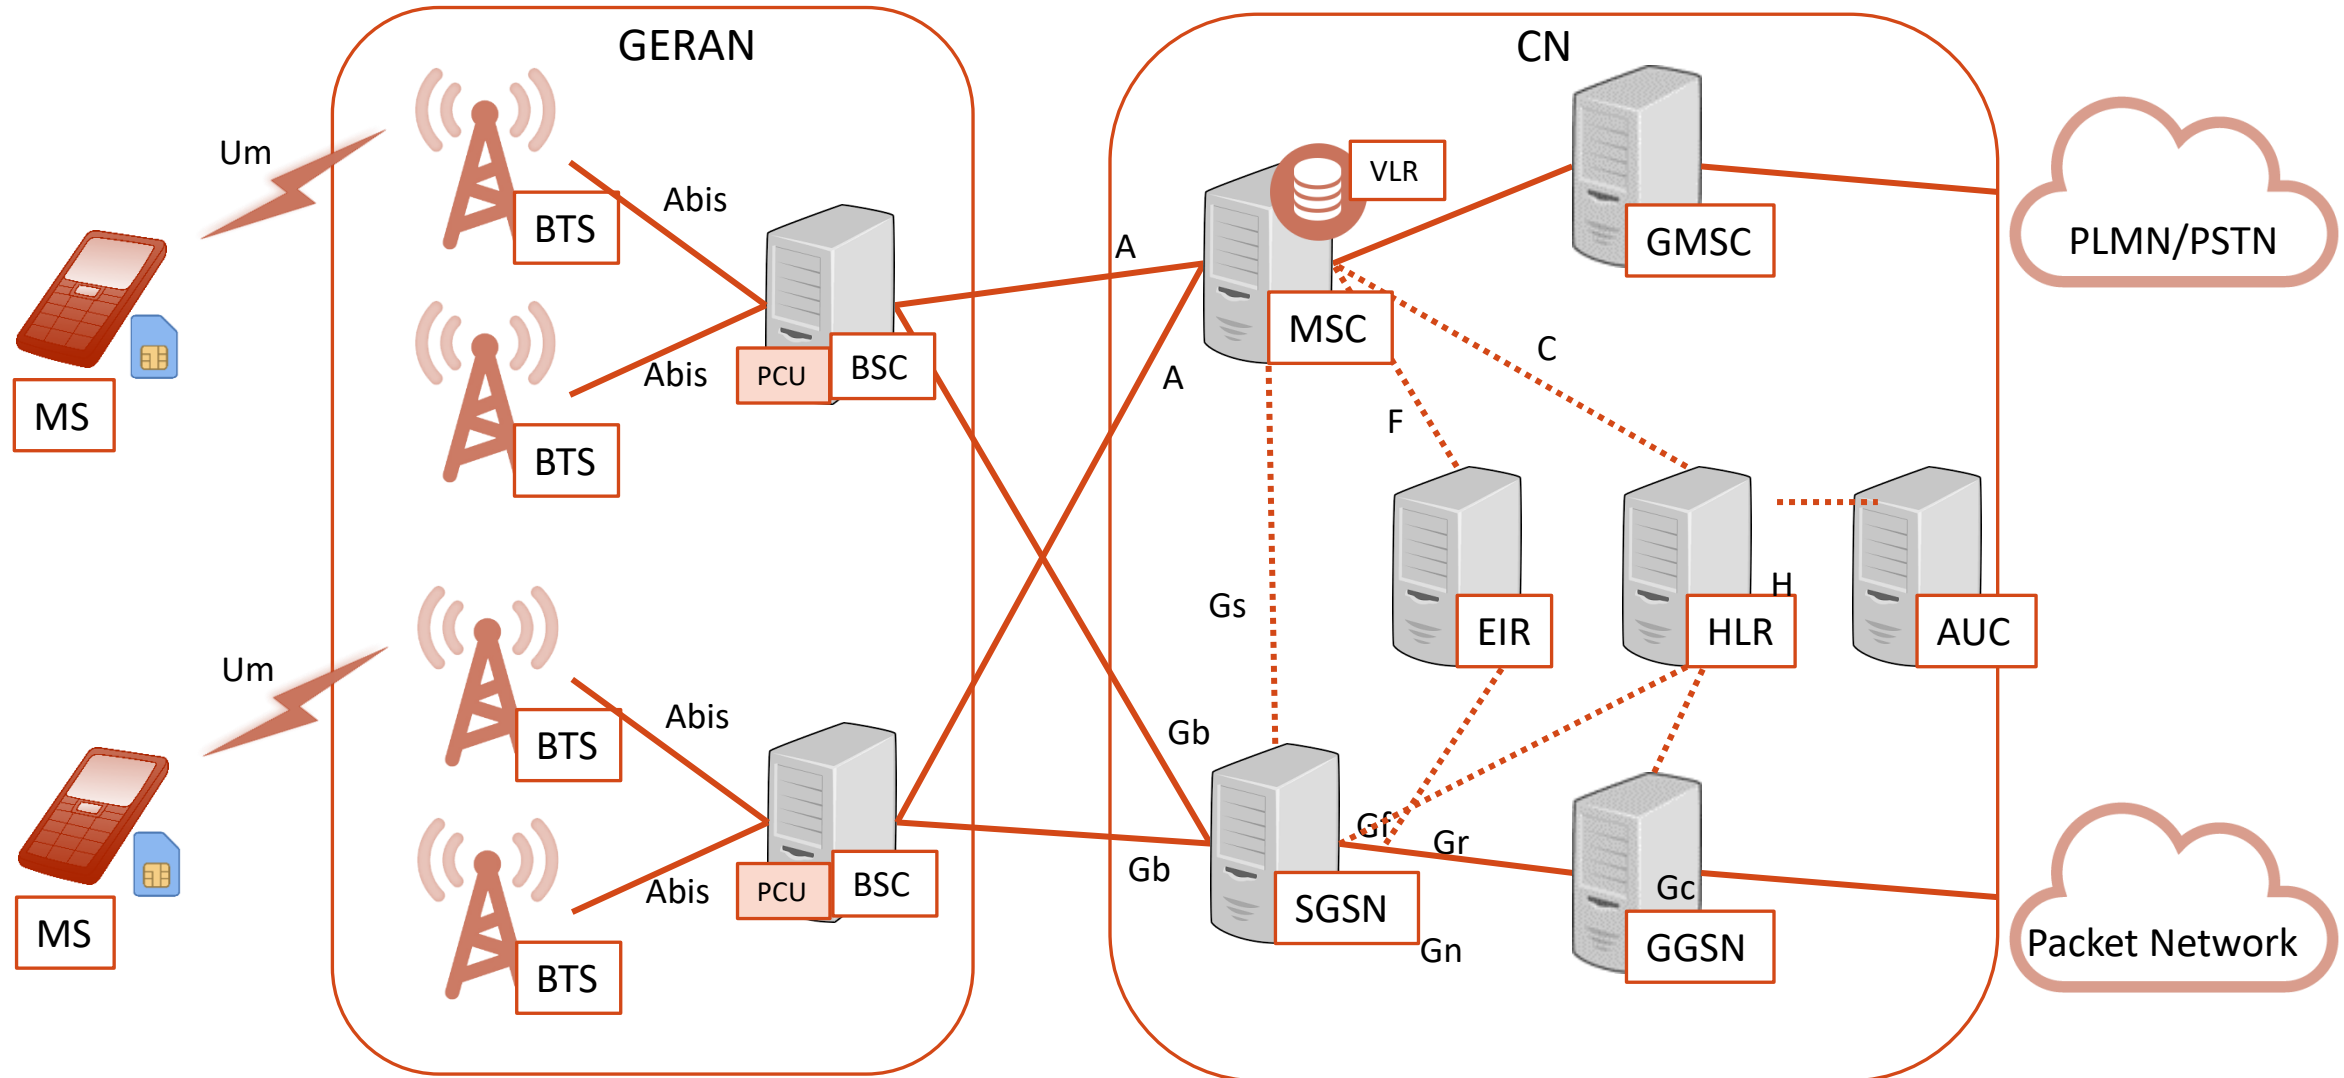 GERAN
CN
Um
BTS
Abis
VLR
A
GMSC
PLMN/PSTN
MS
Abis
PCU
BSC
MSC
C
A
F
BTS
Gs
H
EIR
HLR
AUC
Um
BTS
Abis
Gb
Gf
Gr
MS
Abis
PCU
BSC
Gb
SGSN
Gc
Gn
GGSN
Packet Network
BTS